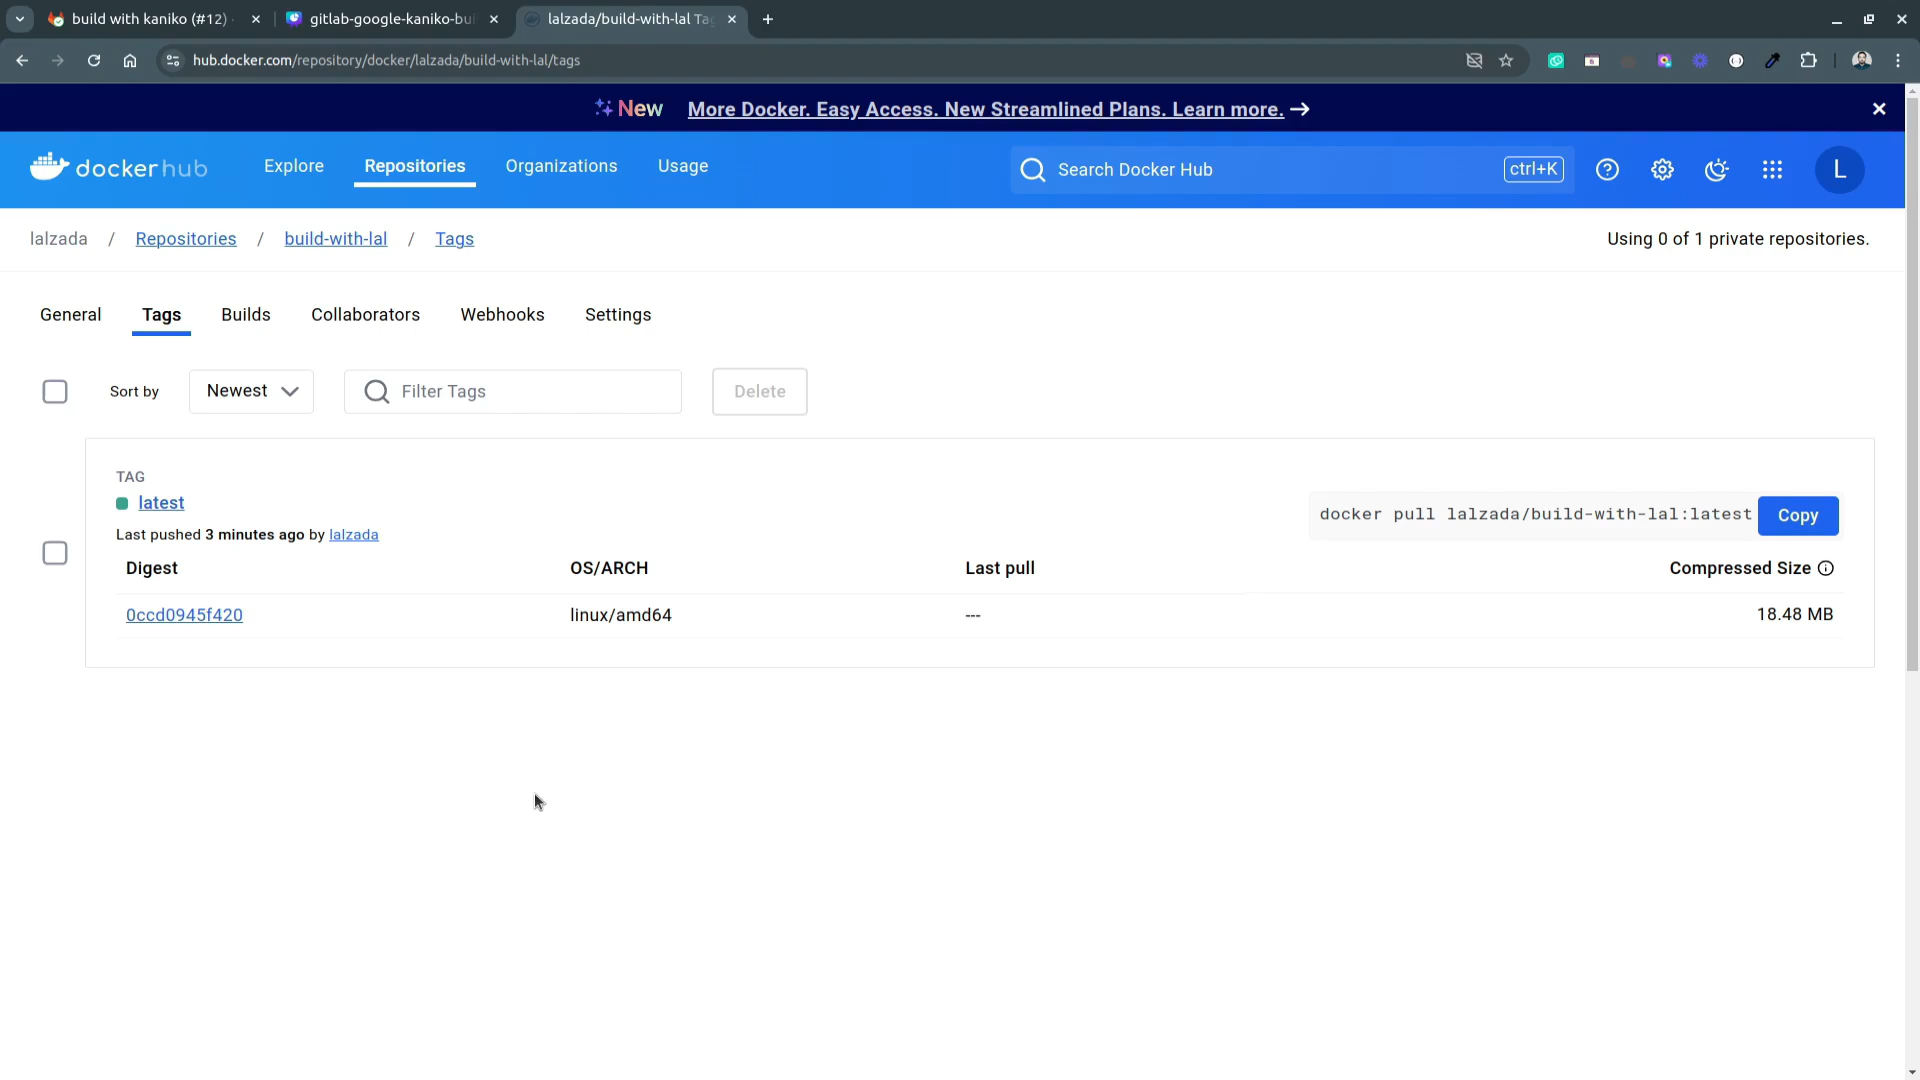 build with kaniko (#12)
gitlab-google-kaniko-bui
lalzada/build-with-lal Tag
hub.docker.com/repository/docker/lalzada/build-with-lal/tags
New More Docker. Easy Access. New Streamlined Plans. Learn more. →
dockerhub Explore Repositories Organizations Usage Search Docker Hub ctrl+K L
lalzada / Repositories / build-with-lal / Tags Using 0 of 1 private repositories.
General Tags Builds Collaborators Webhooks Settings
Sort by Newest Filter Tags Delete
TAG
latest
docker pull lalzada/build-with-lal:latest Copy
Last pushed 3 minutes ago by lalzada
Digest OS/ARCH Last pull Compressed Size
0ccd0945f420 linux/amd64 --- 18.48 MB